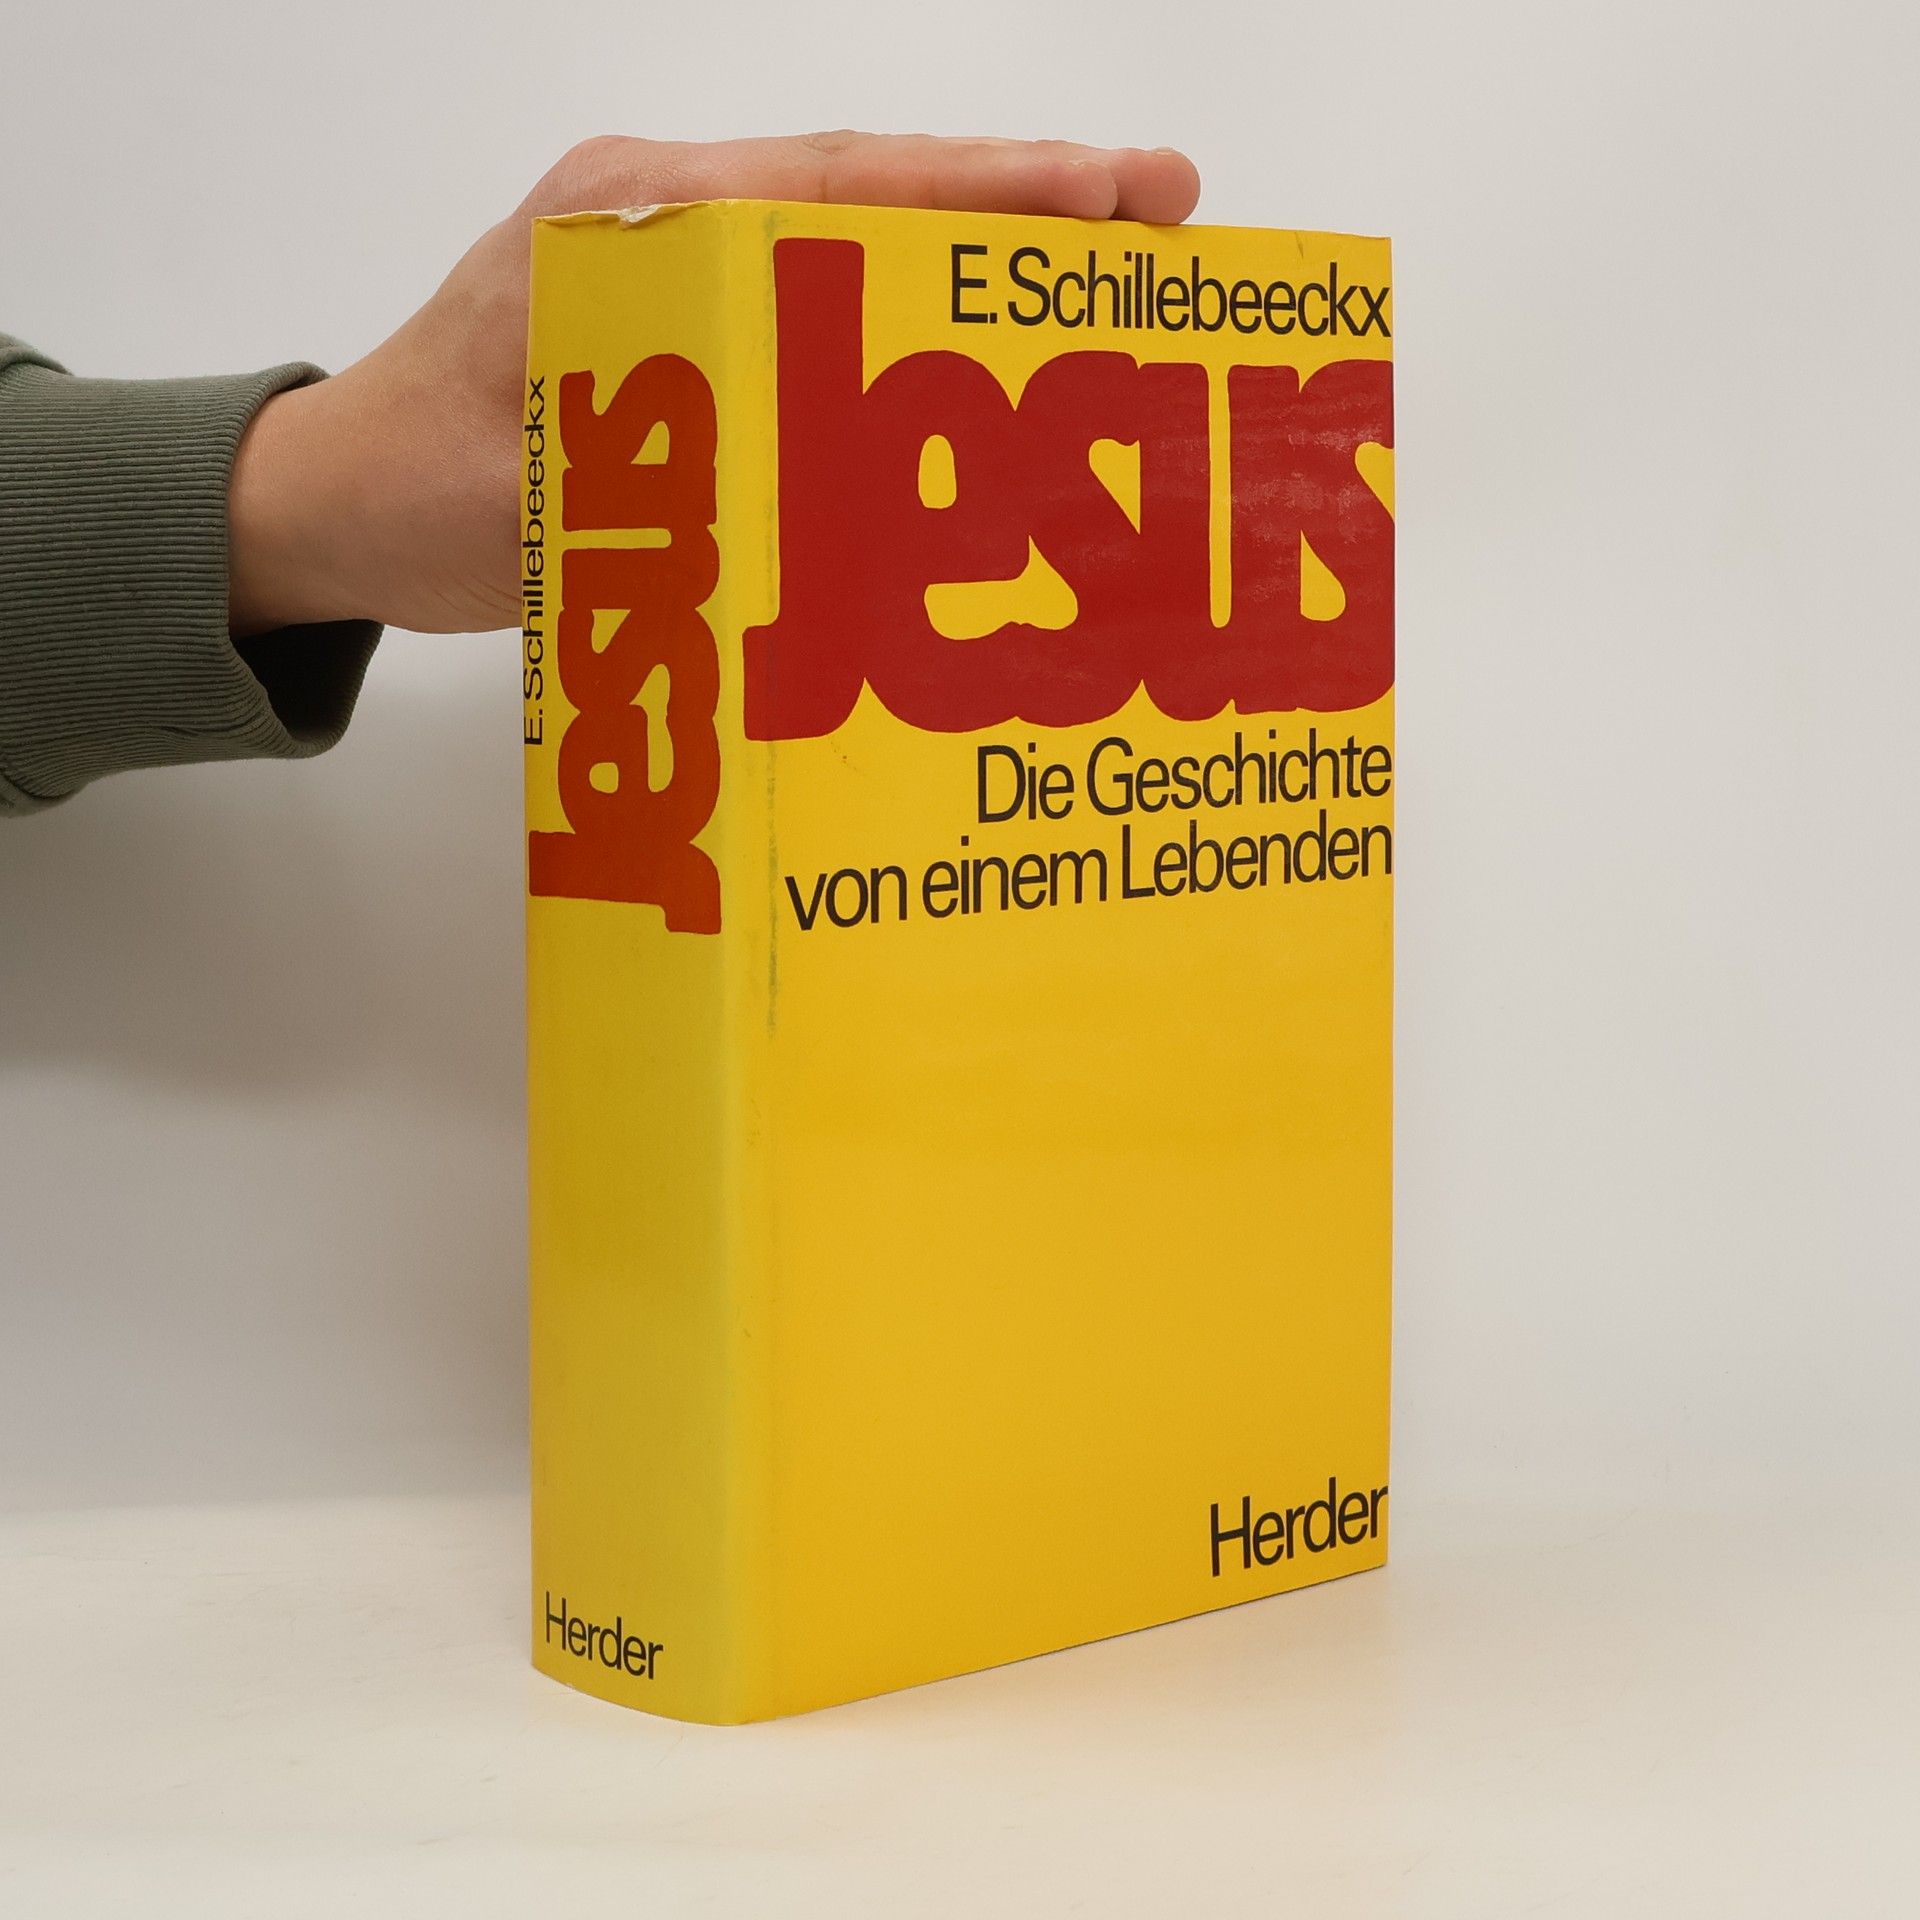 E. Schillebeeckx
Jesus
Herder
E. Schillebeeckx
Jesus
Die Geschichte
von einem Lebenden
Herder